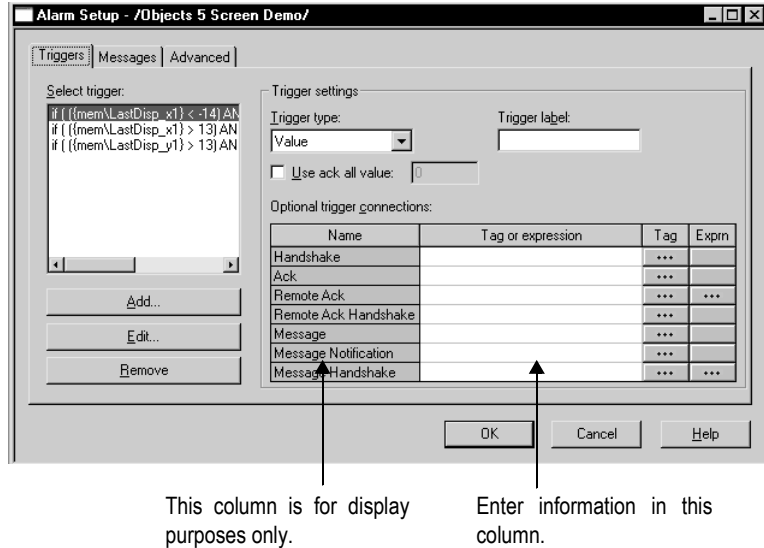 Alarm Setup - /Objects 5 Screen Demo/
Triggers Messages Advanced
Select trigger:
if ( ({mem\LastDisp_x1} < -14) AN
if ( ({mem\LastDisp_x1} > 13) AN
if ( ({mem\LastDisp_y1} > 13) AN
Add...
Edit...
Remove
Trigger settings
Trigger type:
Value
Trigger label:
Use ack all value: 0
Optional trigger connections:
Name Tag or expression Tag Exprn
Handshake ...
Ack ...
Remote Ack ... ...
Remote Ack Handshake ...
Message ...
Message Notification ...
Message Handshake ... ...
OK Cancel Help
This column is for display
purposes only.
Enter information in this
column.